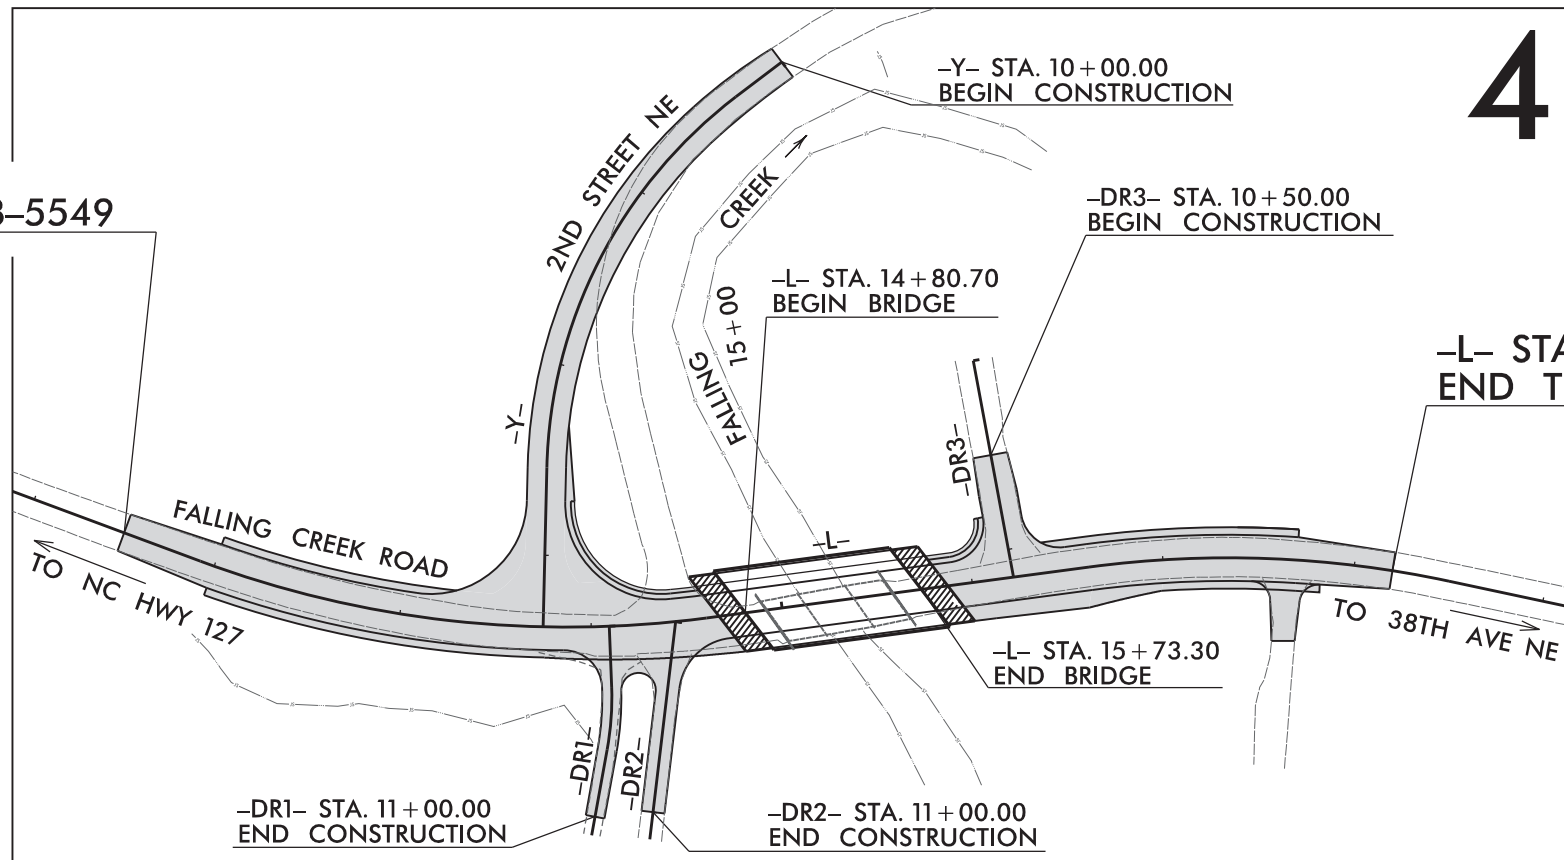 –Y– STA. 10+00.00
BEGIN CONSTRUCTION
4
2ND STREET NE
CREEK
–5549
–DR3– STA. 10+50.00
BEGIN CONSTRUCTION
–L– STA. 14+80.70
BEGIN BRIDGE
15+00
FALLING
–L– STA
END T
–Y–
–DR3–
FALLING CREEK ROAD
–L–
TO NC HWY 127
TO 38TH AVE NE
–L– STA. 15+73.30
END BRIDGE
–DR1–
–DR2–
–DR1– STA. 11+00.00
END CONSTRUCTION
–DR2– STA. 11+00.00
END CONSTRUCTION